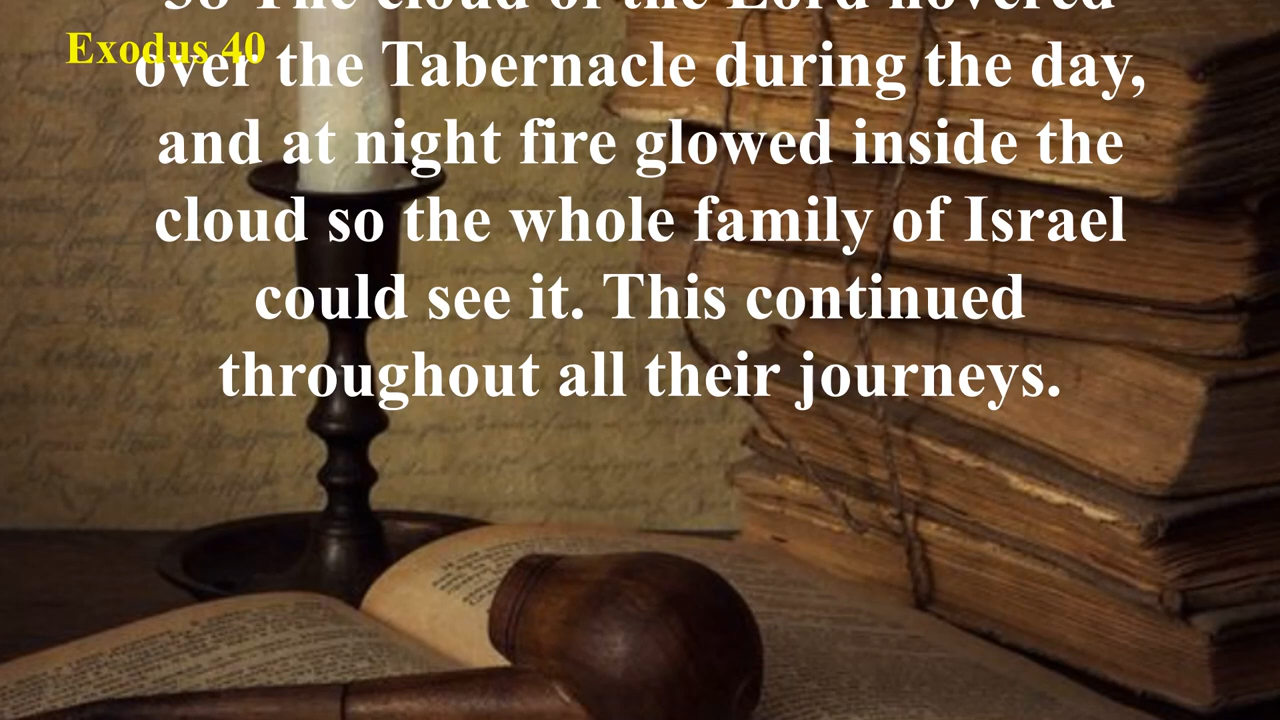 38 The cloud of the Lord hovered
Exodus 40
over the Tabernacle during the day,
and at night fire glowed inside the
cloud so the whole family of Israel
could see it. This continued
throughout all their journeys.